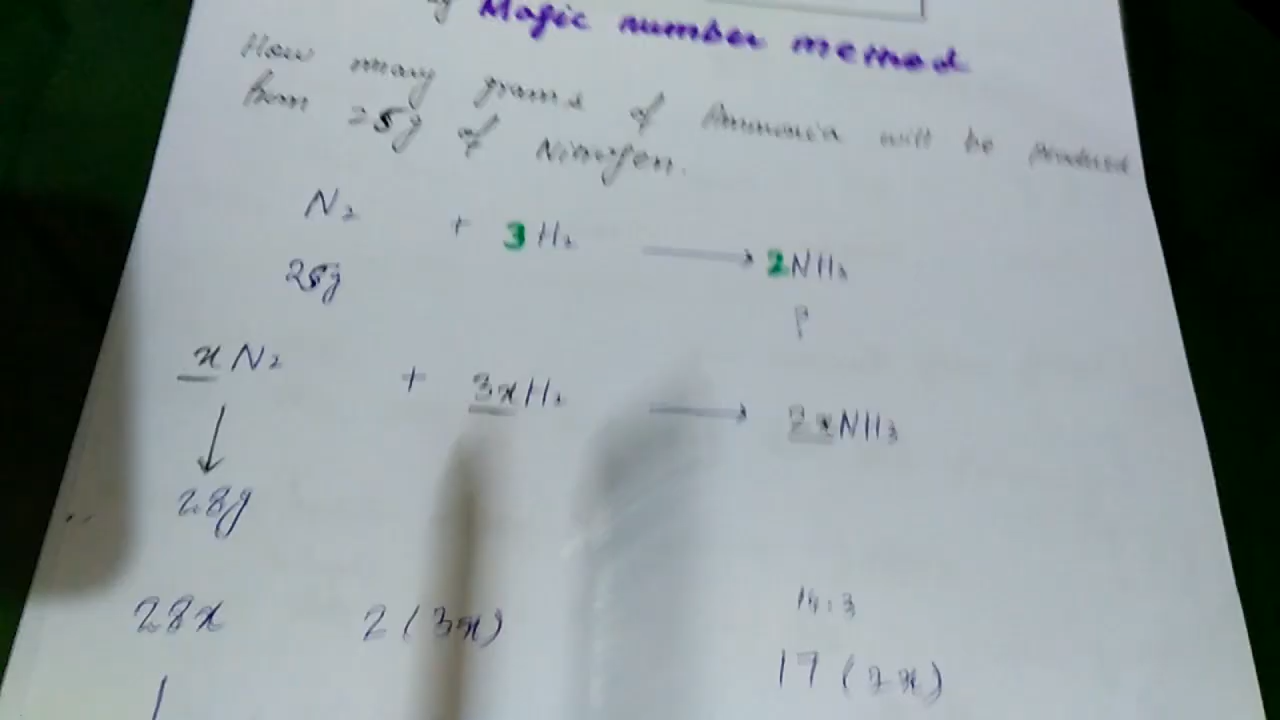 Magic number method
How many grams of Ammonia will be produced
from 25g of Nitrogen.
N2 + 3H2 → 2NH3
25g ?
xN2 + 3xH2 → 2xNH3
↓
28g
14+3
28x 2(3x) 17(2x)